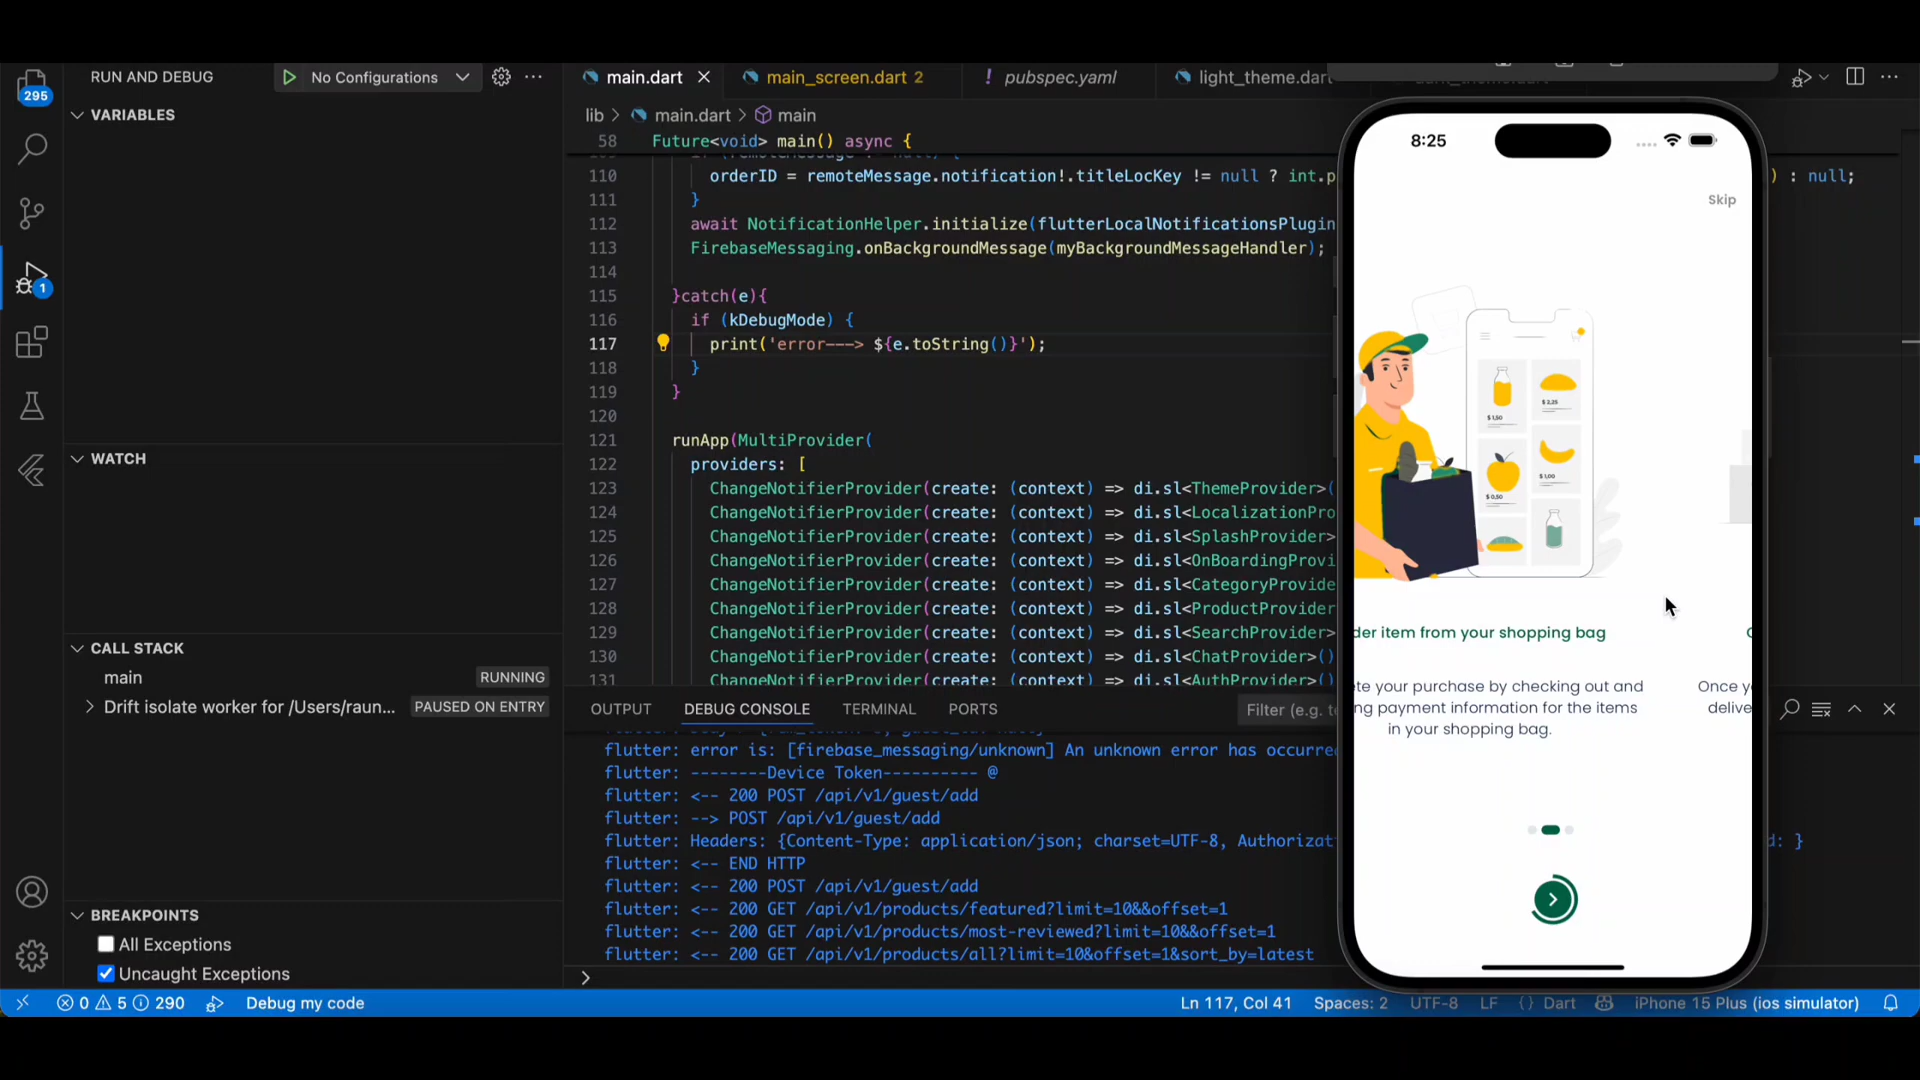 RUN AND DEBUG
No Configurations
main.dart
main_screen.dart 2
! pubspec.yaml
light_theme.dart
295
VARIABLES
lib > main.dart > main
58 Future<void> main() async {
110 orderID = remoteMessage.notification!.titleLocKey != null ? int.p
) : null;
111 }
112 await NotificationHelper.initialize(flutterLocalNotificationsPlugin
113 FirebaseMessaging.onBackgroundMessage(myBackgroundMessageHandler);
114
115 }catch(e){
116 if (kDebugMode) {
117 print('error---> ${e.toString()}');
118 }
119 }
120
121 runApp(MultiProvider(
122 providers: [
123 ChangeNotifierProvider(create: (context) => di.sl<ThemeProvider>(
124 ChangeNotifierProvider(create: (context) => di.sl<LocalizationPro
125 ChangeNotifierProvider(create: (context) => di.sl<SplashProvider>
126 ChangeNotifierProvider(create: (context) => di.sl<OnBoardingProvi
127 ChangeNotifierProvider(create: (context) => di.sl<CategoryProvide
128 ChangeNotifierProvider(create: (context) => di.sl<ProductProvider
129 ChangeNotifierProvider(create: (context) => di.sl<SearchProvider>
130 ChangeNotifierProvider(create: (context) => di.sl<ChatProvider>()
131 ChangeNotifierProvider(create: (context) => di.sl<AuthProvider>()
1
WATCH
CALL STACK
main RUNNING
Drift isolate worker for /Users/raun... PAUSED ON ENTRY
BREAKPOINTS
All Exceptions
Uncaught Exceptions
OUTPUT
DEBUG CONSOLE
TERMINAL
PORTS
Filter (e.g. te
flutter: error is: [firebase_messaging/unknown] An unknown error has occurre
flutter: --------Device Token---------- @
flutter: <-- 200 POST /api/v1/guest/add
flutter: --> POST /api/v1/guest/add
flutter: Headers: {Content-Type: application/json; charset=UTF-8, Authorizat
d: }
flutter: <-- END HTTP
flutter: <-- 200 POST /api/v1/guest/add
flutter: <-- 200 GET /api/v1/products/featured?limit=10&&offset=1
flutter: <-- 200 GET /api/v1/products/most-reviewed?limit=10&&offset=1
flutter: <-- 200 GET /api/v1/products/all?limit=10&offset=1&sort_by=latest
>
8:25
Skip
$ 1,50
$ 2,25
$ 0,50
$ 1,00
der item from your shopping bag
te your purchase by checking out and
ng payment information for the items
in your shopping bag.
Once y
delive
0 5 290
Debug my code
Ln 117, Col 41
Spaces: 2
UTF-8
LF
{ } Dart
iPhone 15 Plus (ios simulator)